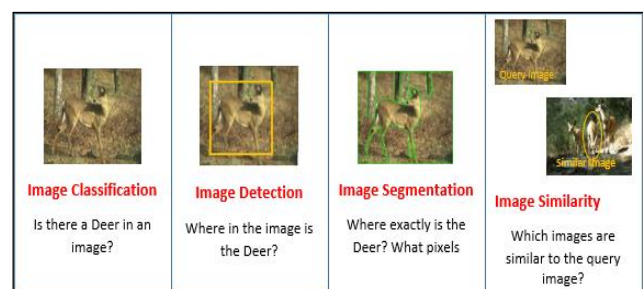 Image Classification
Is there a Deer in an
image?
Image Detection
Where in the image is
the Deer?
Image Segmentation
Where exactly is the
Deer? What pixels
Query Image
Similar Image
Image Similarity
Which images are
similar to the query
image?